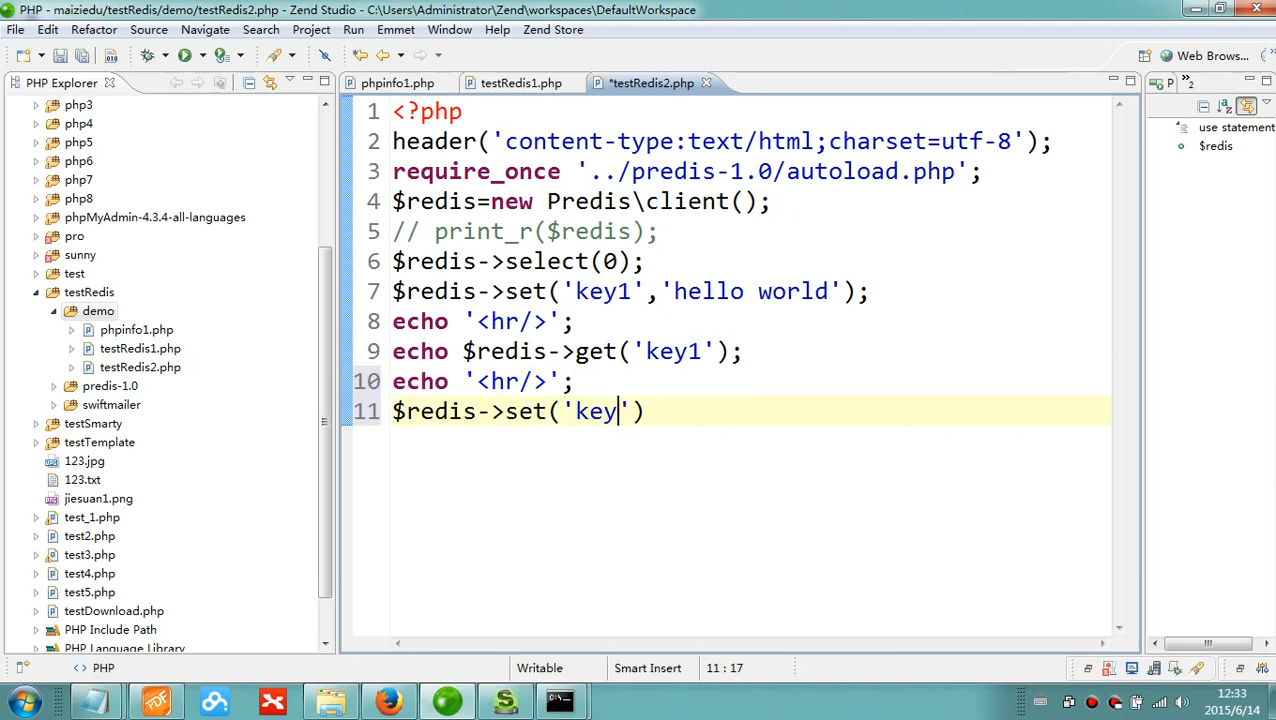 PHP - maiziedu/testRedis/demo/testRedis2.php - Zend Studio - C:\Users\Administrator\Zend\workspaces\DefaultWorkspace
File Edit Refactor Source Navigate Search Project Run Emmet Window Help Zend Store
Web Brows...
PHP Explorer
phpinfo1.php testRedis1.php *testRedis2.php
P »2
php3
php4
php5
php6
php7
php8
phpMyAdmin-4.3.4-all-languages
pro
sunny
test
testRedis
demo
phpinfo1.php
testRedis1.php
testRedis2.php
predis-1.0
swiftmailer
testSmarty
testTemplate
123.jpg
123.txt
jiesuan1.png
test_1.php
test2.php
test3.php
test4.php
test5.php
testDownload.php
PHP Include Path
PHP Language Library
1 <?php
2 header('content-type:text/html;charset=utf-8');
3 require_once '../predis-1.0/autoload.php';
4 $redis=new Predis\client();
5 // print_r($redis);
6 $redis->select(0);
7 $redis->set('key1','hello world');
8 echo '<hr/>';
9 echo $redis->get('key1');
10 echo '<hr/>';
11 $redis->set('key')
use statement
$redis
<> PHP
Writable
Smart Insert
11 : 17
PDF
12:33
2015/6/14